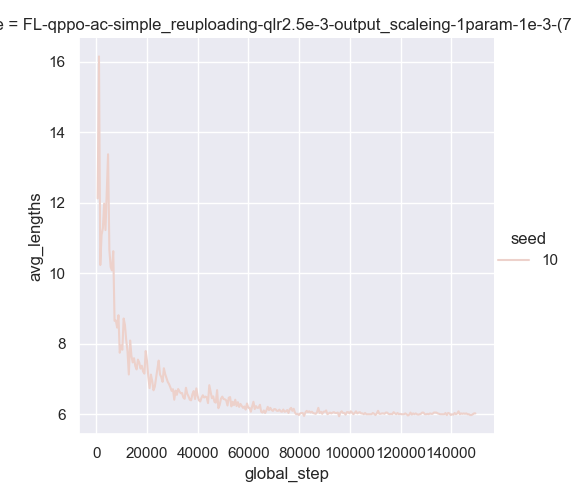 e = FL-qppo-ac-simple_reuploading-qlr2.5e-3-output_scaleing-1param-1e-3-(7
16
14
12
10
8
6
avg_lengths
0 20000 40000 60000 80000 100000 120000 140000
global_step
seed
10